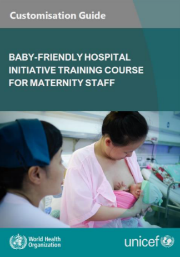 Customisation Guide
BABY-FRIENDLY HOSPITAL
INITIATIVE TRAINING COURSE
FOR MATERNITY STAFF
World Health
Organization
unicef